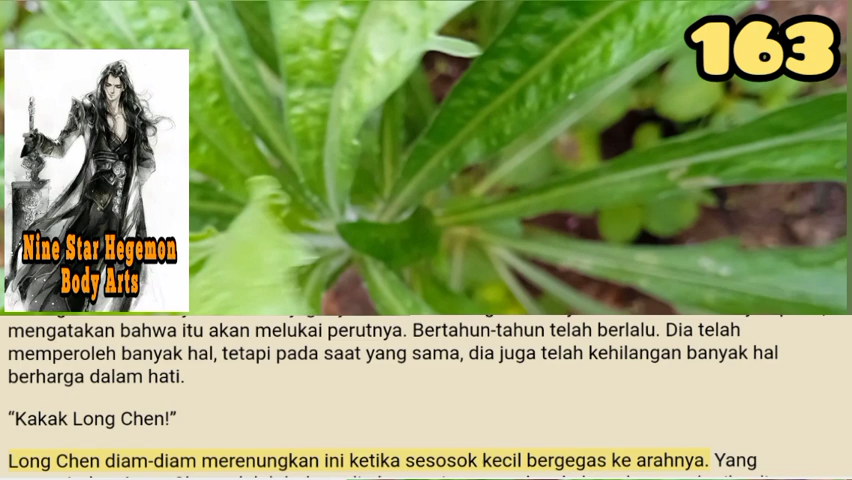 163
Nine Star Hegemon
Body Arts
mengatakan bahwa itu akan melukai perutnya. Bertahun-tahun telah berlalu. Dia telah
memperoleh banyak hal, tetapi pada saat yang sama, dia juga telah kehilangan banyak hal
berharga dalam hati.
“Kakak Long Chen!”
Long Chen diam-diam merenungkan ini ketika sesosok kecil bergegas ke arahnya. Yang